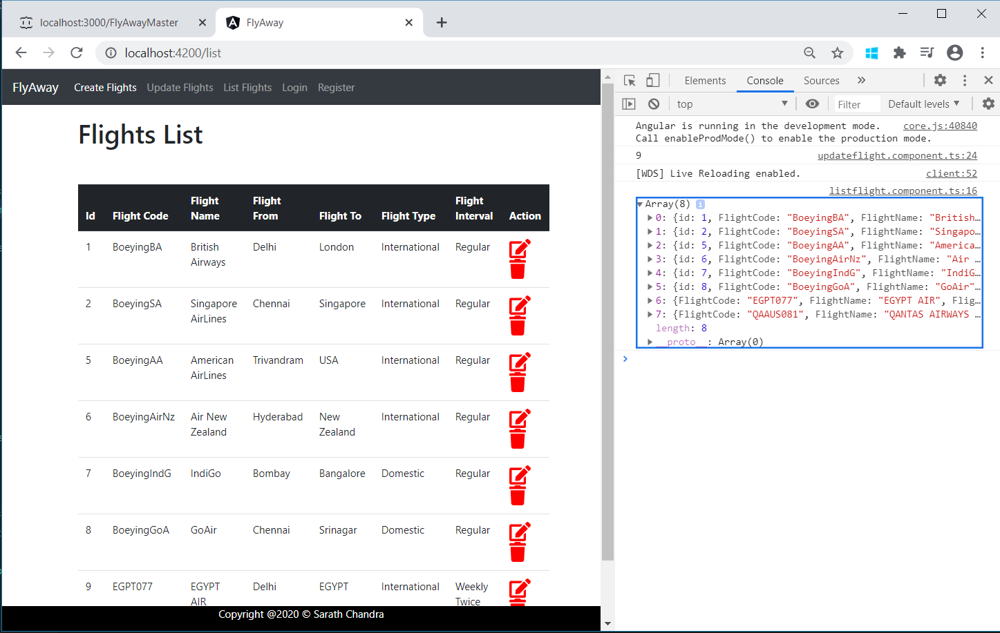 localhost:3000/FlyAwayMaster
FlyAway
localhost:4200/list
FlyAway Create Flights Update Flights List Flights Login Register
Flights List
Id Flight Code Flight Name Flight From Flight To Flight Type Flight Interval Action
1 BoeyingBA British Airways Delhi London International Regular
2 BoeyingSA Singapore AirLines Chennai Singapore International Regular
5 BoeyingAA American AirLines Trivandram USA International Regular
6 BoeyingAirNz Air New Zealand Hyderabad New Zealand International Regular
7 BoeyingIndG IndiGo Bombay Bangalore Domestic Regular
8 BoeyingGoA GoAir Chennai Srinagar Domestic Regular
9 EGPT077 EGYPT AIR Delhi EGYPT International Weekly Twice
Copyright @2020 © Sarath Chandra
Elements Console Sources »
top Filter Default levels
Angular is running in the development mode. core.js:40840
Call enableProdMode() to enable the production mode.
9 updateflight.component.ts:24
[WDS] Live Reloading enabled. client:52
listflight.component.ts:16
Array(8) i
0: {id: 1, FlightCode: "BoeyingBA", FlightName: "British…
1: {id: 2, FlightCode: "BoeyingSA", FlightName: "Singapo…
2: {id: 5, FlightCode: "BoeyingAA", FlightName: "America…
3: {id: 6, FlightCode: "BoeyingAirNz", FlightName: "Air …
4: {id: 7, FlightCode: "BoeyingIndG", FlightName: "IndiG…
5: {id: 8, FlightCode: "BoeyingGoA", FlightName: "GoAir"…
6: {FlightCode: "EGPT077", FlightName: "EGYPT AIR", Flig…
7: {FlightCode: "QAAUS081", FlightName: "QANTAS AIRWAYS …
length: 8
__proto__: Array(0)